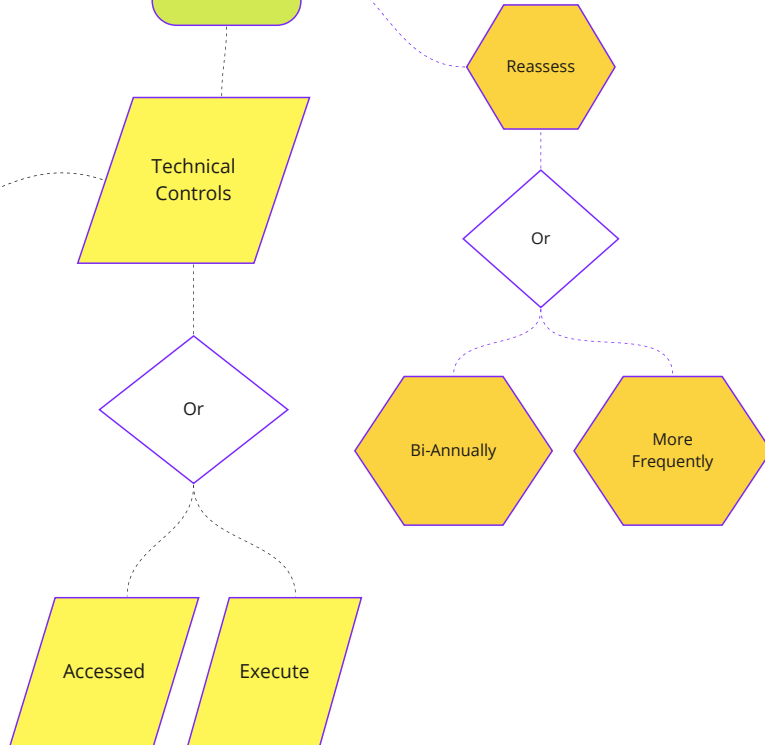 Reassess
Technical
Controls
Or
Or
Bi-Annually
More
Frequently
Accessed
Execute